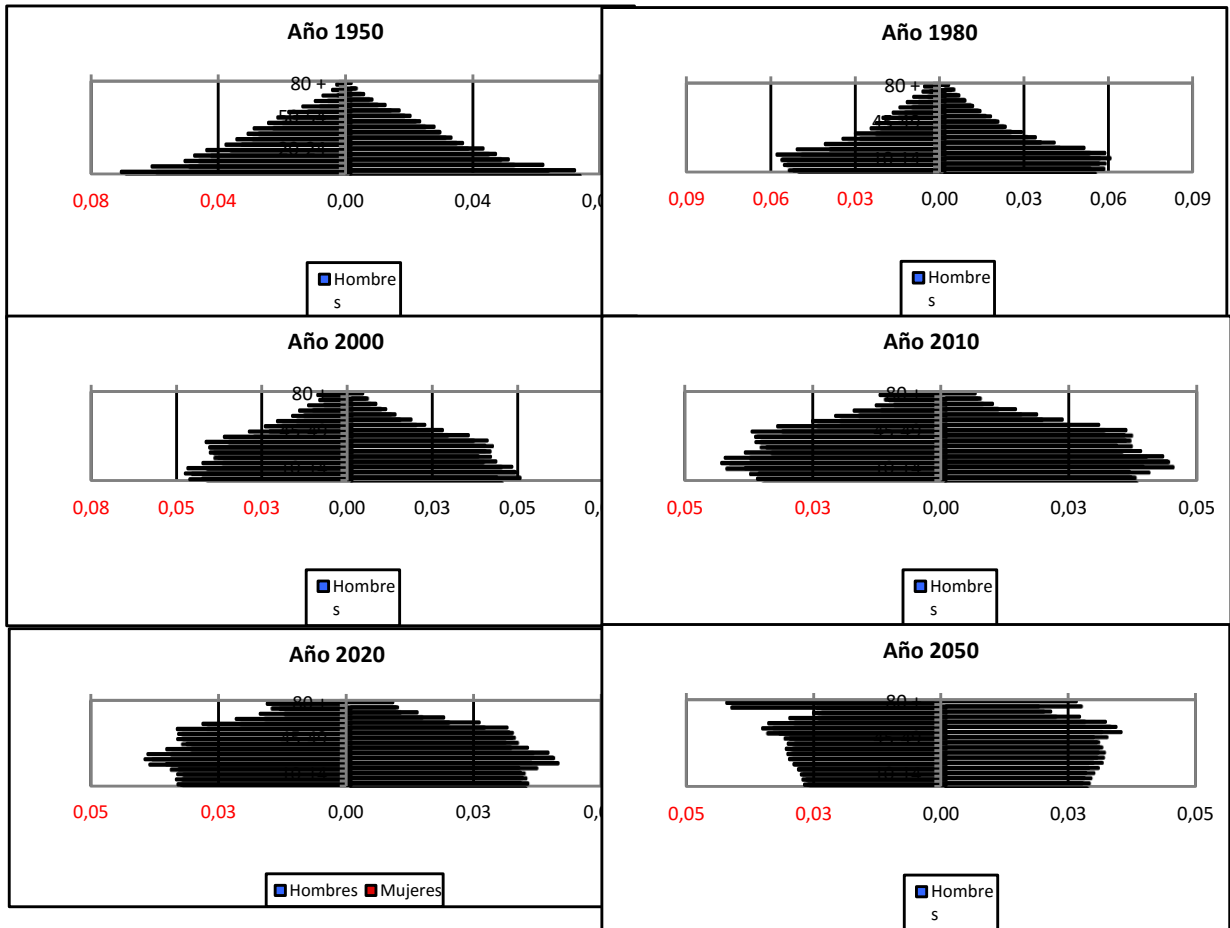 Año 1950
80 +
0,08 0,04 0,00 0,04
Hombre
s
Año 1980
80 +
0,09 0,06 0,03 0,00 0,03 0,06 0,09
Hombre
s
Año 2000
80 +
0,08 0,05 0,03 0,00 0,03 0,05
Hombre
s
Año 2010
80 +
0,05 0,03 0,00 0,03 0,05
Hombre
s
Año 2020
80 +
0,05 0,03 0,00 0,03
Hombres Mujeres
Año 2050
80 +
0,05 0,03 0,00 0,03 0,05
Hombre
s